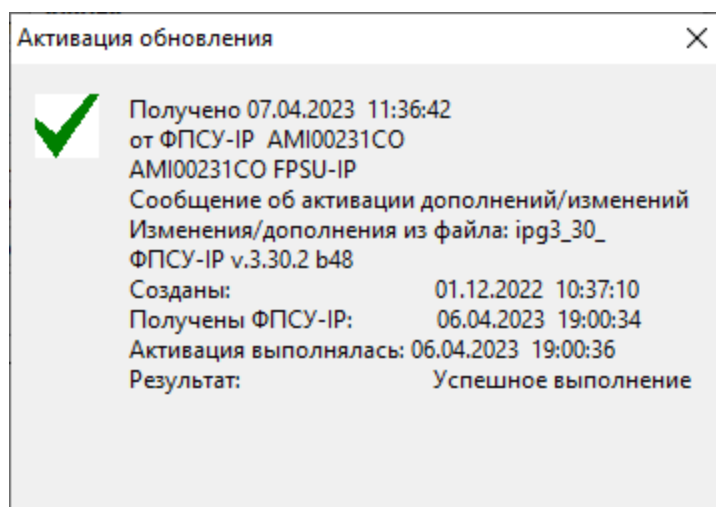 Активация обновления
Получено 07.04.2023 11:36:42
от ФПСУ-IP AMI00231CO
AMI00231CO FPSU-IP
Сообщение об активации дополнений/изменений
Изменения/дополнения из файла: ipg3_30_
ФПСУ-IP v.3.30.2 b48
Созданы: 01.12.2022 10:37:10
Получены ФПСУ-IP: 06.04.2023 19:00:34
Активация выполнялась: 06.04.2023 19:00:36
Результат: Успешное выполнение